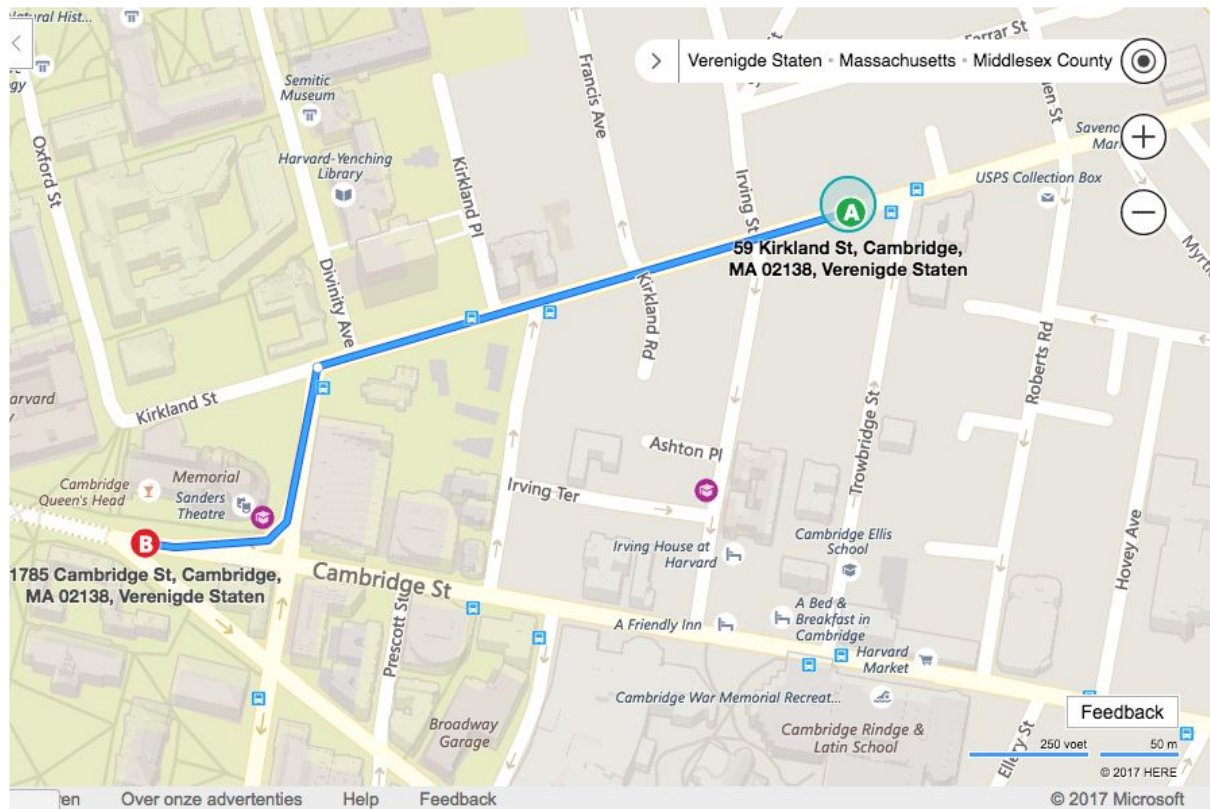 Natural Hist...
Oxford St
Semitic
Museum
Harvard-Yenching
Library
Divinity Ave
Kirkland Pl
Francis Ave
Irving St
Farrar St
Verenigde Staten • Massachusetts • Middlesex County
Savenor
USPS Collection Box
A
59 Kirkland St, Cambridge,
MA 02138, Verenigde Staten
Kirkland Rd
Kirkland St
Memorial
Sanders
Theatre
Cambridge
Queen's Head
B
1785 Cambridge St, Cambridge,
MA 02138, Verenigde Staten
Cambridge St
Prescott St
Broadway
Garage
Irving Ter
Ashton Pl
Irving House at
Harvard
Trowbridge St
Cambridge Ellis
School
A Friendly Inn
A Bed &
Breakfast in
Cambridge
Harvard
Market
Roberts Rd
Hovey Ave
Cambridge War Memorial Recreat...
Cambridge Rindge &
Latin School
Ellery St
Feedback
250 voet
50 m
© 2017 HERE
Over onze advertenties
Help
Feedback
© 2017 Microsoft